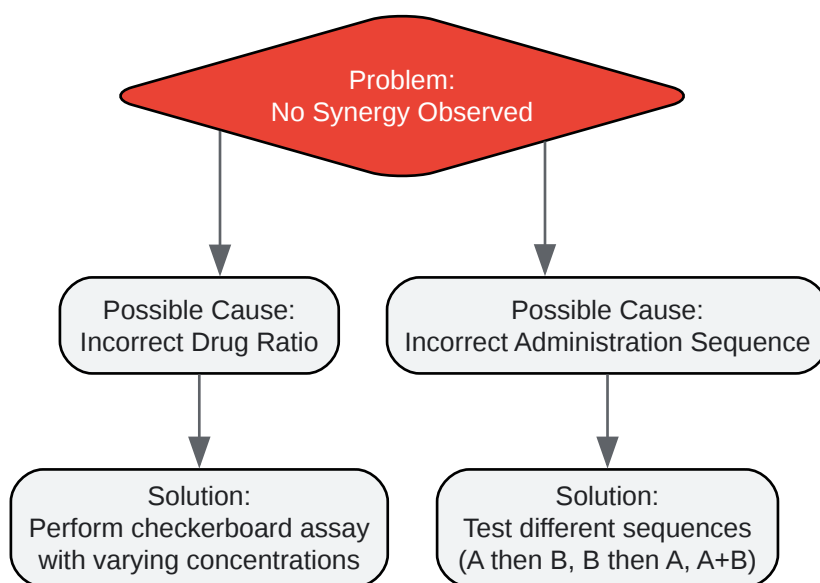 Problem:
No Synergy Observed
Possible Cause:
Incorrect Drug Ratio
Possible Cause:
Incorrect Administration Sequence
Solution:
Perform checkerboard assay
with varying concentrations
Solution:
Test different sequences
(A then B, B then A, A+B)